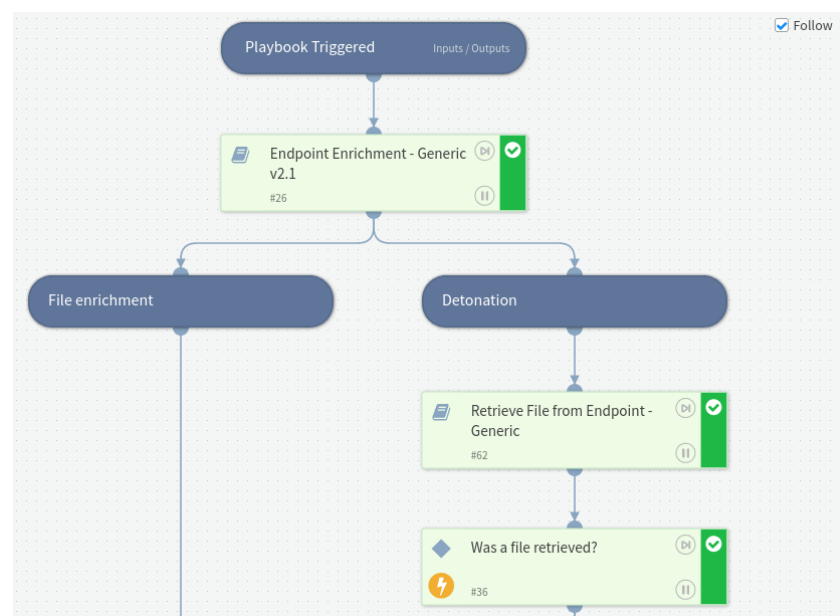 Follow
Playbook Triggered
Inputs / Outputs
Endpoint Enrichment - Generic
v2.1
#26
File enrichment
Detonation
Retrieve File from Endpoint -
Generic
#62
Was a file retrieved?
#36